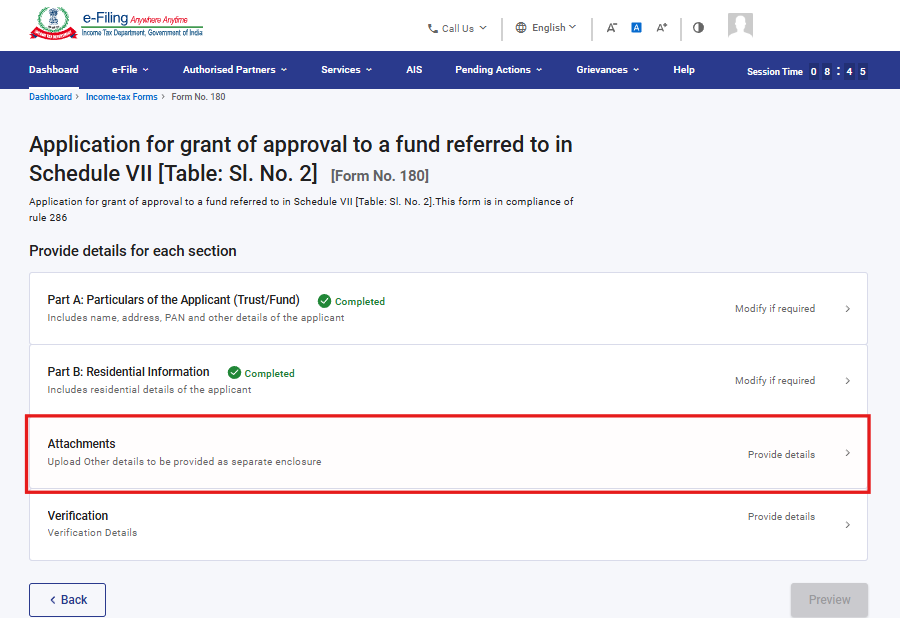 e-Filing Anywhere Anytime
Income Tax Department, Government of India
Call Us
English
A-
A
A+
Dashboard
e-File
Authorised Partners
Services
AIS
Pending Actions
Grievances
Help
Session Time 0 8 : 4 5
Dashboard > Income-tax Forms > Form No. 180
Application for grant of approval to a fund referred to in
Schedule VII [Table: Sl. No. 2] [Form No. 180]
Application for grant of approval to a fund referred to in Schedule VII [Table: Sl. No. 2].This form is in compliance of
rule 286
Provide details for each section
Part A: Particulars of the Applicant (Trust/Fund) Completed
Includes name, address, PAN and other details of the applicant
Modify if required
Part B: Residential Information Completed
Includes residential details of the applicant
Modify if required
Attachments
Upload Other details to be provided as separate enclosure
Provide details
Verification
Verification Details
Provide details
< Back
Preview